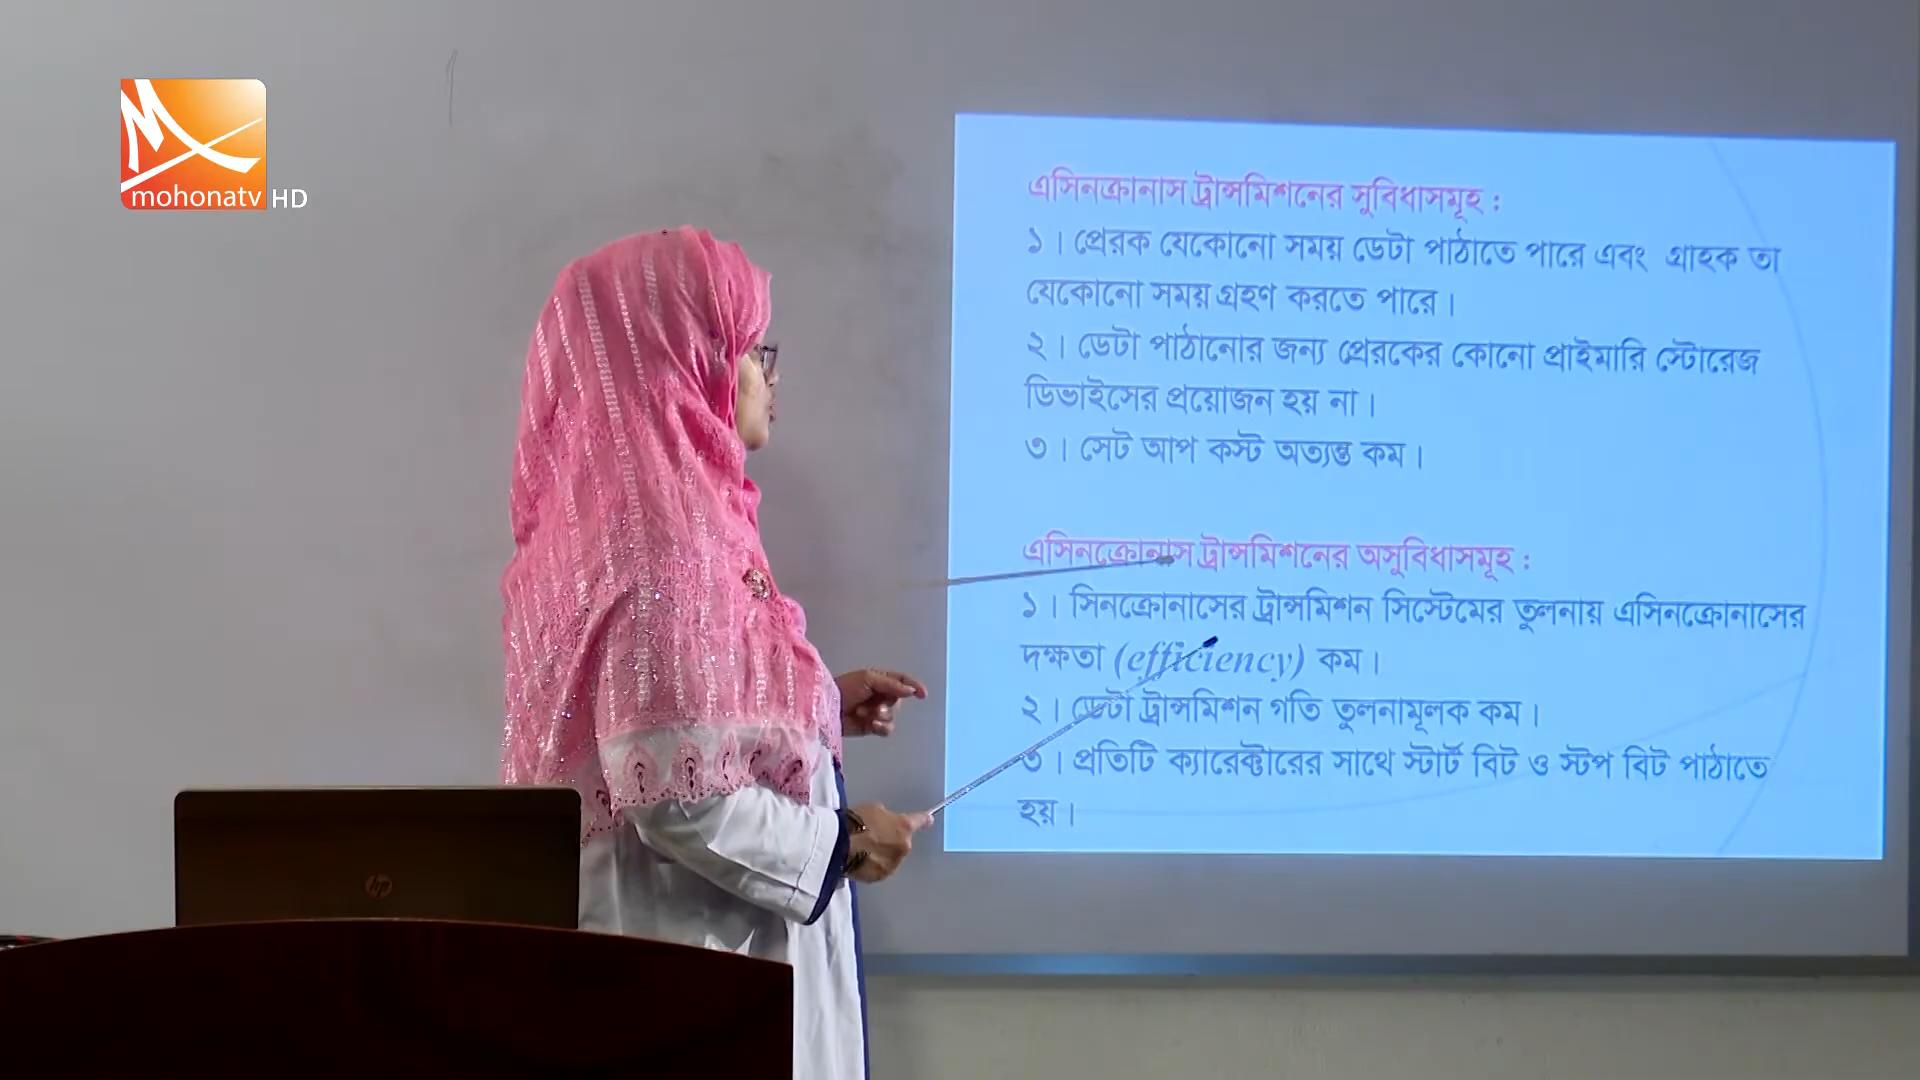 mohonatv HD
এসিনক্রোনাস ট্রান্সমিশনের সুবিধাসমূহ :
১। প্রেরক যেকোনো সময় ডেটা পাঠাতে পারে এবং গ্রাহক তা
যেকোনো সময় গ্রহণ করতে পারে।
২। ডেটা পাঠানোর জন্য প্রেরকের কোনো প্রাইমারি স্টোরেজ
ডিভাইসের প্রয়োজন হয় না।
৩। সেট আপ কস্ট অত্যন্ত কম।
এসিনক্রোনাস ট্রান্সমিশনের অসুবিধাসমূহ :
১। সিনক্রোনাসের ট্রান্সমিশন সিস্টেমের তুলনায় এসিনক্রোনাসের
দক্ষতা (efficiency) কম।
২। ডেটা ট্রান্সমিশন গতি তুলনামূলক কম।
৩। প্রতিটি ক্যারেক্টারের সাথে স্টার্ট বিট ও স্টপ বিট পাঠাতে
হয়।
hp